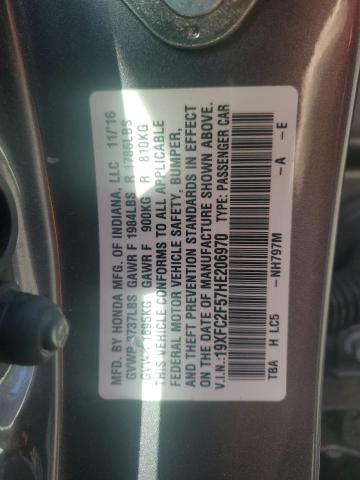 MFD. BY HONDA MFG. OF INDIANA, LLC 11/'16
GVWR 3737LBS GAWR F 1984LBS R 1786LBS
GVWR 1695KG GAWR F 900KG R 810KG
THIS VEHICLE CONFORMS TO ALL APPLICABLE
FEDERAL MOTOR VEHICLE SAFETY, BUMPER,
AND THEFT PREVENTION STANDARDS IN EFFECT
ON THE DATE OF MANUFACTURE SHOWN ABOVE.
V.I.N.:19XFC2F57HE206970 TYPE: PASSENGER CAR
TBA H LC5 -NH797M -A -E